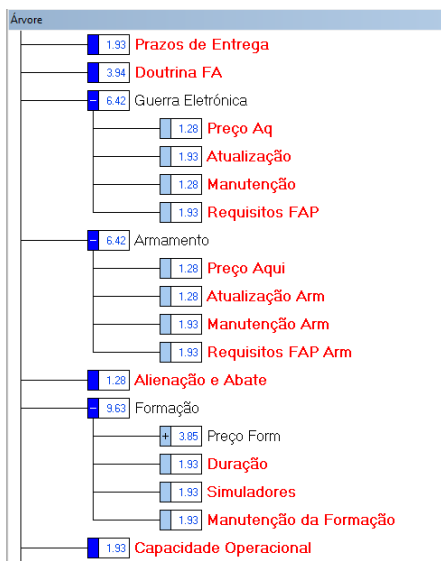 Árvore
1.93 Prazos de Entrega
3.94 Doutrina FA
− 6.42 Guerra Eletrónica
1.28 Preço Aq
1.93 Atualização
1.28 Manutenção
1.93 Requisitos FAP
− 6.42 Armamento
1.28 Preço Aqui
1.28 Atualização Arm
1.93 Manutenção Arm
1.93 Requisitos FAP Arm
1.28 Alienação e Abate
− 9.63 Formação
+ 3.85 Preço Form
1.93 Duração
1.93 Simuladores
1.93 Manutenção da Formação
1.93 Capacidade Operacional